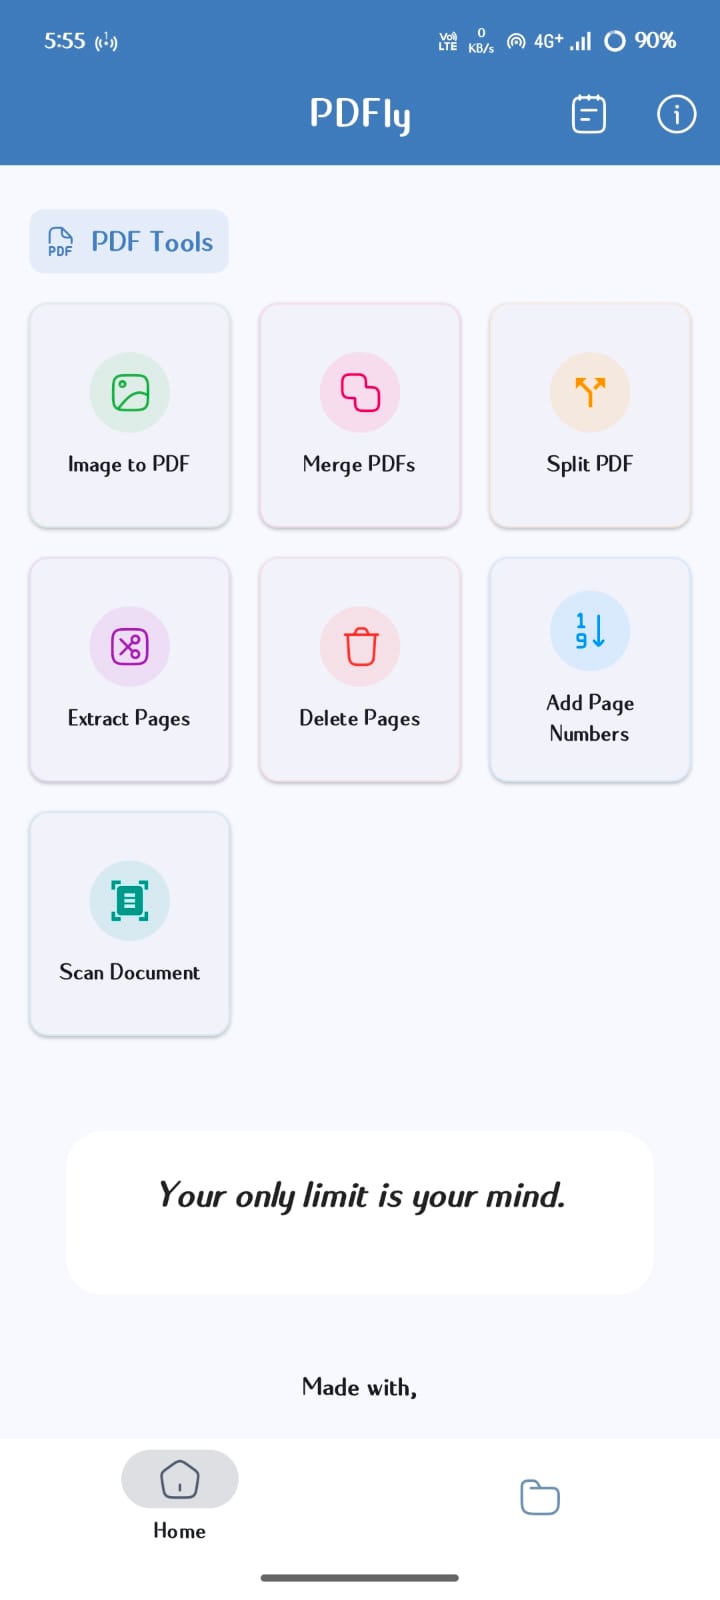 5:55
Vo) LTE
0 KB/s
4G+
90%
PDFly
PDF
PDF Tools
Image to PDF
Merge PDFs
Split PDF
Extract Pages
Delete Pages
1
9
Add Page
Numbers
Scan Document
Your only limit is your mind.
Made with,
Home